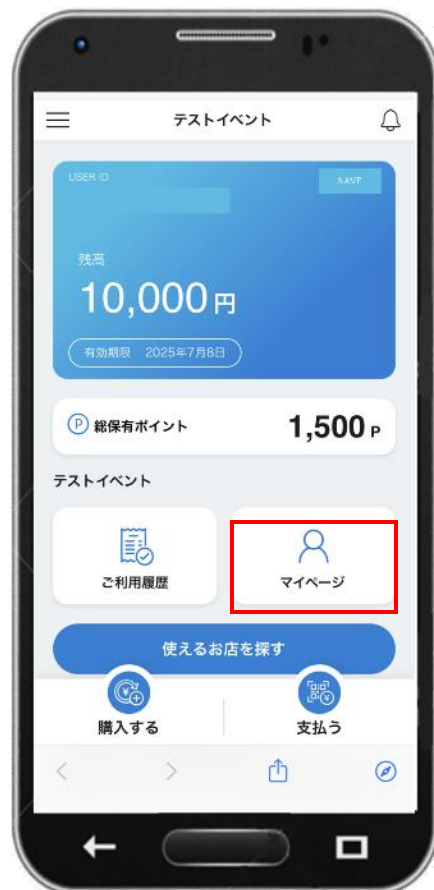 テストイベント
USER ID
残高
10,000円
有効期限 2025年7月8日
総保有ポイント 1,500 P
テストイベント
ご利用履歴
マイページ
使えるお店を探す
購入する
支払う